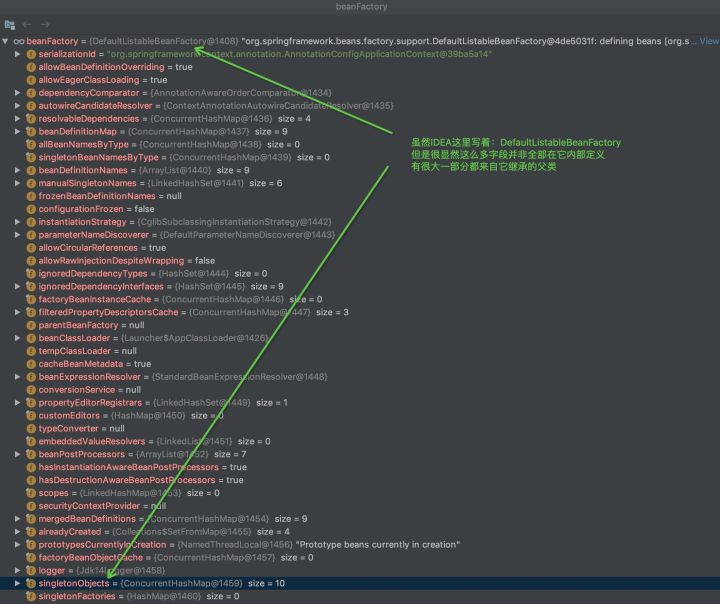 beanFactory
beanFactory = {DefaultListableBeanFactory@1408} "org.springframework.beans.factory.support.DefaultListableBeanFactory@4de5031f: defining beans [org.s... View
serializationId = "org.springframework.context.annotation.AnnotationConfigApplicationContext@39ba5a14"
allowBeanDefinitionOverriding = true
allowEagerClassLoading = true
dependencyComparator = {AnnotationAwareOrderComparator@1434}
autowireCandidateResolver = {ContextAnnotationAutowireCandidateResolver@1435}
resolvableDependencies = {ConcurrentHashMap@1436} size = 4
beanDefinitionMap = {ConcurrentHashMap@1437} size = 9
allBeanNamesByType = {ConcurrentHashMap@1438} size = 0
singletonBeanNamesByType = {ConcurrentHashMap@1439} size = 0
beanDefinitionNames = {ArrayList@1440} size = 9
manualSingletonNames = {LinkedHashSet@1441} size = 6
frozenBeanDefinitionNames = null
configurationFrozen = false
instantiationStrategy = {CglibSubclassingInstantiationStrategy@1442}
parameterNameDiscoverer = {DefaultParameterNameDiscoverer@1443}
allowCircularReferences = true
allowRawInjectionDespiteWrapping = false
ignoredDependencyTypes = {HashSet@1444} size = 0
ignoredDependencyInterfaces = {HashSet@1445} size = 9
factoryBeanInstanceCache = {ConcurrentHashMap@1446} size = 0
filteredPropertyDescriptorsCache = {ConcurrentHashMap@1447} size = 3
parentBeanFactory = null
beanClassLoader = {Launcher$AppClassLoader@1426}
tempClassLoader = null
cacheBeanMetadata = true
beanExpressionResolver = {StandardBeanExpressionResolver@1448}
conversionService = null
propertyEditorRegistrars = {LinkedHashSet@1449} size = 1
customEditors = {HashMap@1450} size = 0
typeConverter = null
embeddedValueResolvers = {LinkedList@1451} size = 0
beanPostProcessors = {ArrayList@1452} size = 7
hasInstantiationAwareBeanPostProcessors = true
hasDestructionAwareBeanPostProcessors = true
scopes = {LinkedHashMap@1453} size = 0
securityContextProvider = null
mergedBeanDefinitions = {ConcurrentHashMap@1454} size = 9
alreadyCreated = {Collections$SetFromMap@1455} size = 4
prototypesCurrentlyInCreation = {NamedThreadLocal@1456} "Prototype beans currently in creation"
factoryBeanObjectCache = {ConcurrentHashMap@1457} size = 0
logger = {Jdk14Logger@1458}
singletonObjects = {ConcurrentHashMap@1459} size = 10
singletonFactories = {HashMap@1460} size = 0
虽然IDEA这里写着：DefaultListableBeanFactory
但是很显然这么多字段并非全部在它内部定义
有很大一部分都来自它继承的父类